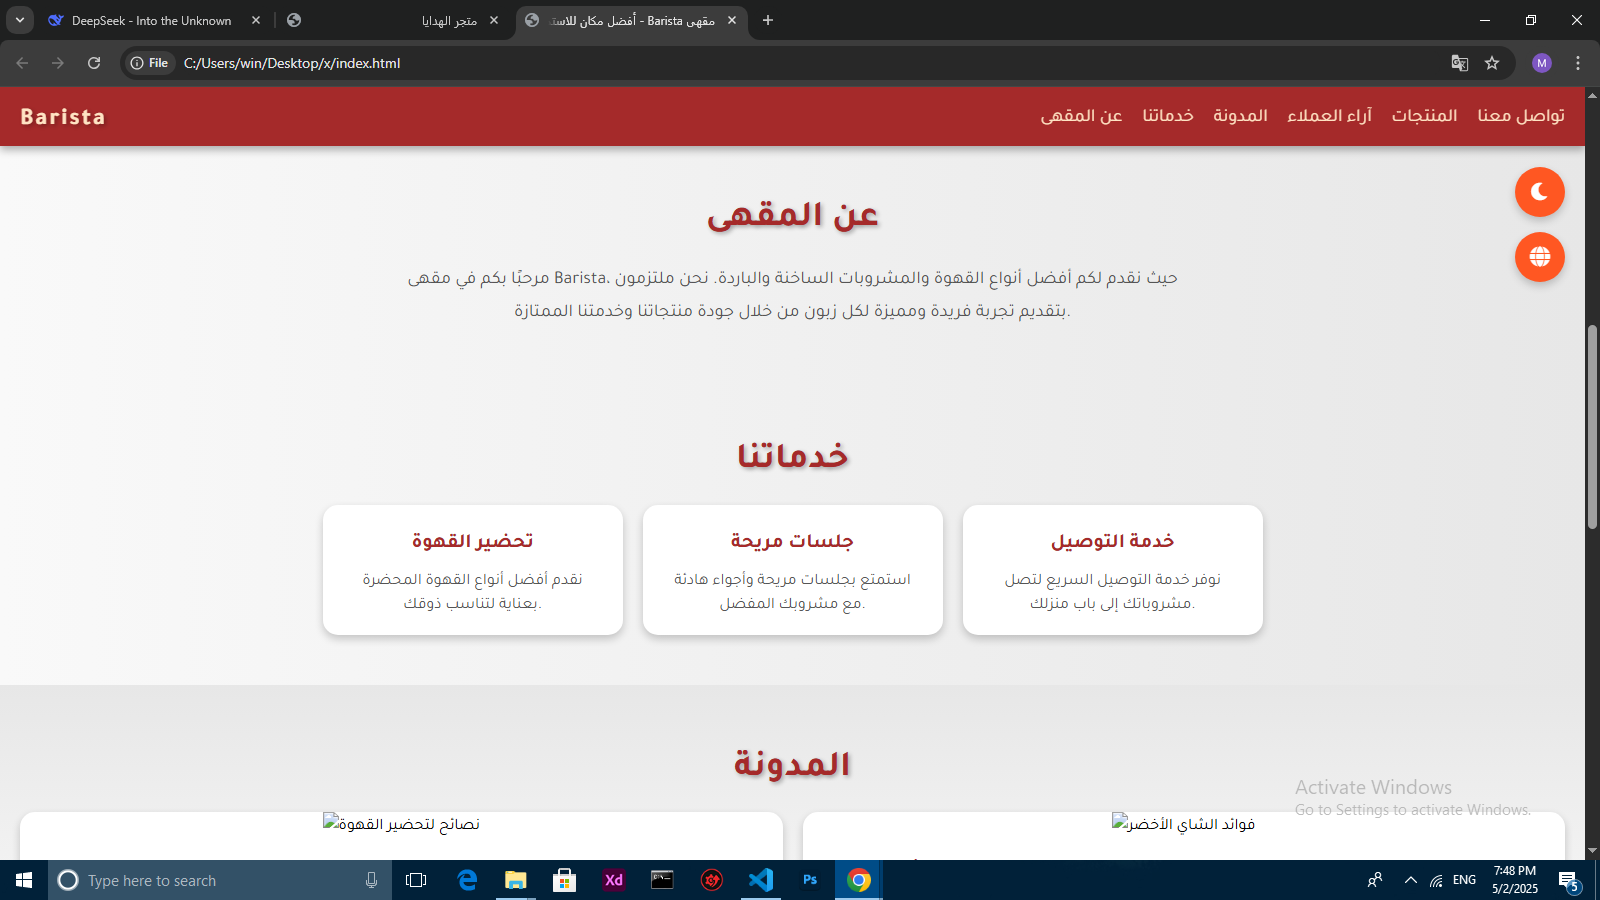 DeepSeek - Into the Unknown
متجر الهدايا
مقهى Barista - أفضل مكان للاست
File
C:/Users/win/Desktop/x/index.html
M
Barista
عن المقهى
خدماتنا
المدونة
آراء العملاء
المنتجات
تواصل معنا
عن المقهى
مرحبًا بكم في مقهى Barista، حيث نقدم لكم أفضل أنواع القهوة والمشروبات الساخنة والباردة. نحن ملتزمون
بتقديم تجربة فريدة ومميزة لكل زبون من خلال جودة منتجاتنا وخدمتنا الممتازة.
خدماتنا
تحضير القهوة
نقدم أفضل أنواع القهوة المحضرة
بعناية لتناسب ذوقك.
جلسات مريحة
استمتع بجلسات مريحة وأجواء هادئة
مع مشروبك المفضل.
خدمة التوصيل
نوفر خدمة التوصيل السريع لتصل
مشروباتك إلى باب منزلك.
المدونة
نصائح لتحضير القهوة
فوائد الشاي الأخضر
Activate Windows
Go to Settings to activate Windows.
Type here to search
Xd
Ps
ENG
7:48 PM
5/2/2025
5